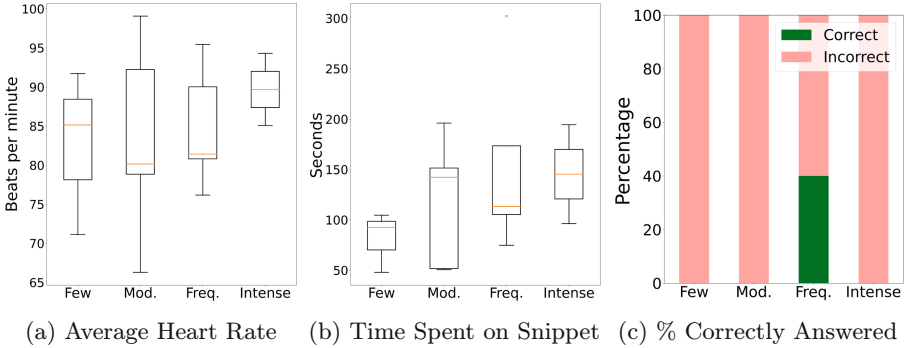 Beats per minute
100
95
90
85
80
75
70
65
Few Mod. Freq. Intense
(a) Average Heart Rate
Seconds
300
250
200
150
100
50
Few Mod. Freq. Intense
(b) Time Spent on Snippet
Percentage
100
80
60
40
20
0
Correct
Incorrect
Few Mod. Freq. Intense
(c) % Correctly Answered